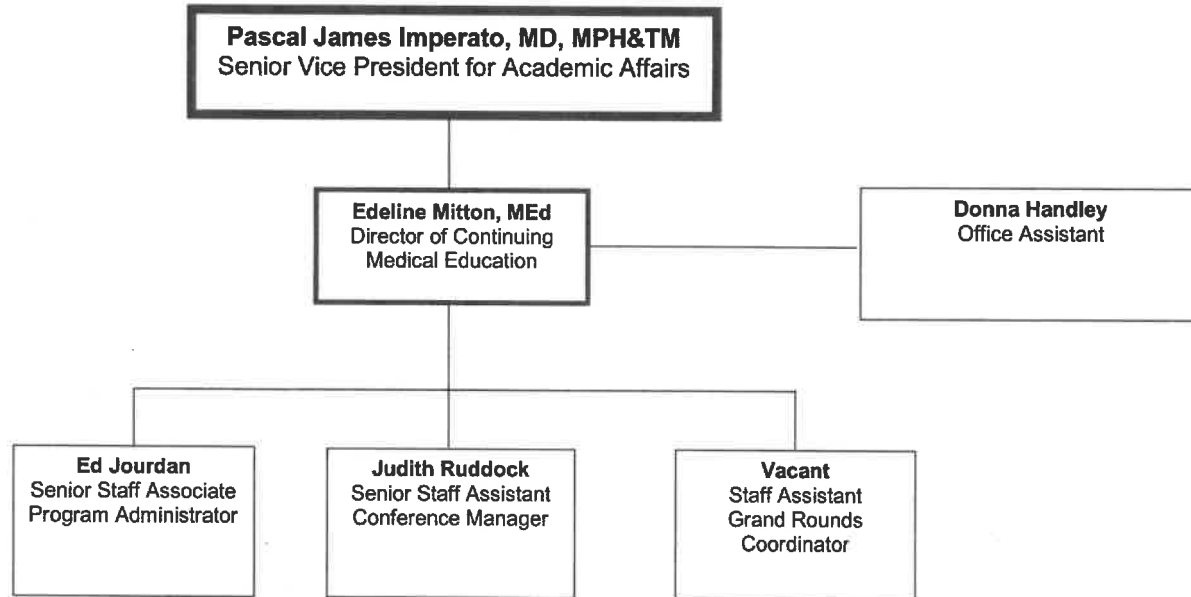 Pascal James Imperato, MD, MPH&TM
Senior Vice President for Academic Affairs
Edeline Mitton, MEd
Director of Continuing
Medical Education
Donna Handley
Office Assistant
Ed Jourdan
Senior Staff Associate
Program Administrator
Judith Ruddock
Senior Staff Assistant
Conference Manager
Vacant
Staff Assistant
Grand Rounds
Coordinator